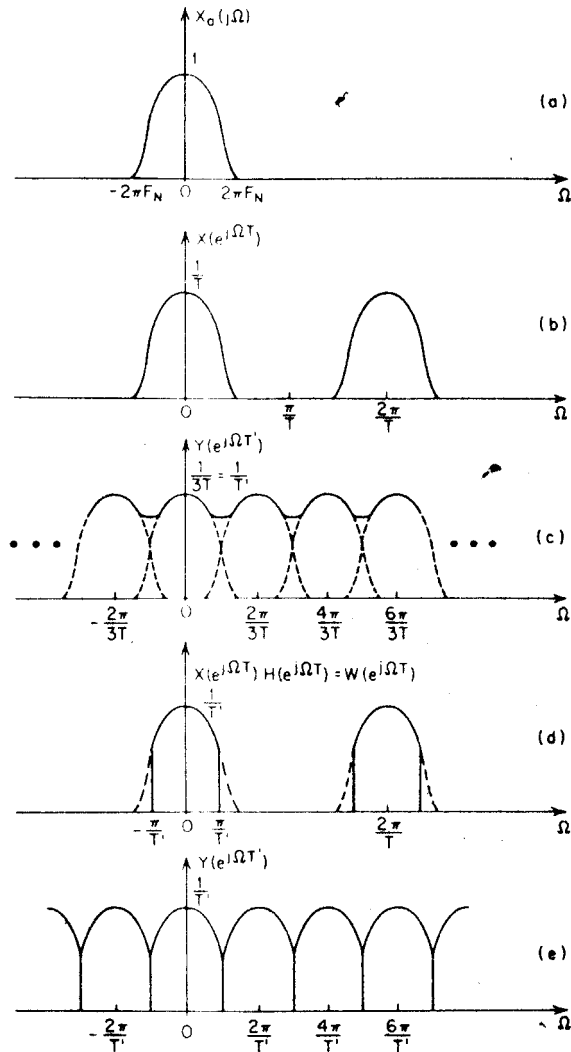 X_a(jΩ)
1
(a)
-2πF_N 0 2πF_N Ω
X(e^{jΩT})
1/T
(b)
0 π/T 2π/T Ω
Y(e^{jΩT'})
1/3T = 1/T'
(c)
-2π/3T 0 2π/3T 4π/3T 6π/3T Ω
X(e^{jΩT}) H(e^{jΩT}) = W(e^{jΩT})
1/T'
(d)
-π/T' 0 π/T' 2π/T Ω
Y(e^{jΩT'})
1/T'
(e)
-2π/T' 0 2π/T' 4π/T' 6π/T' Ω